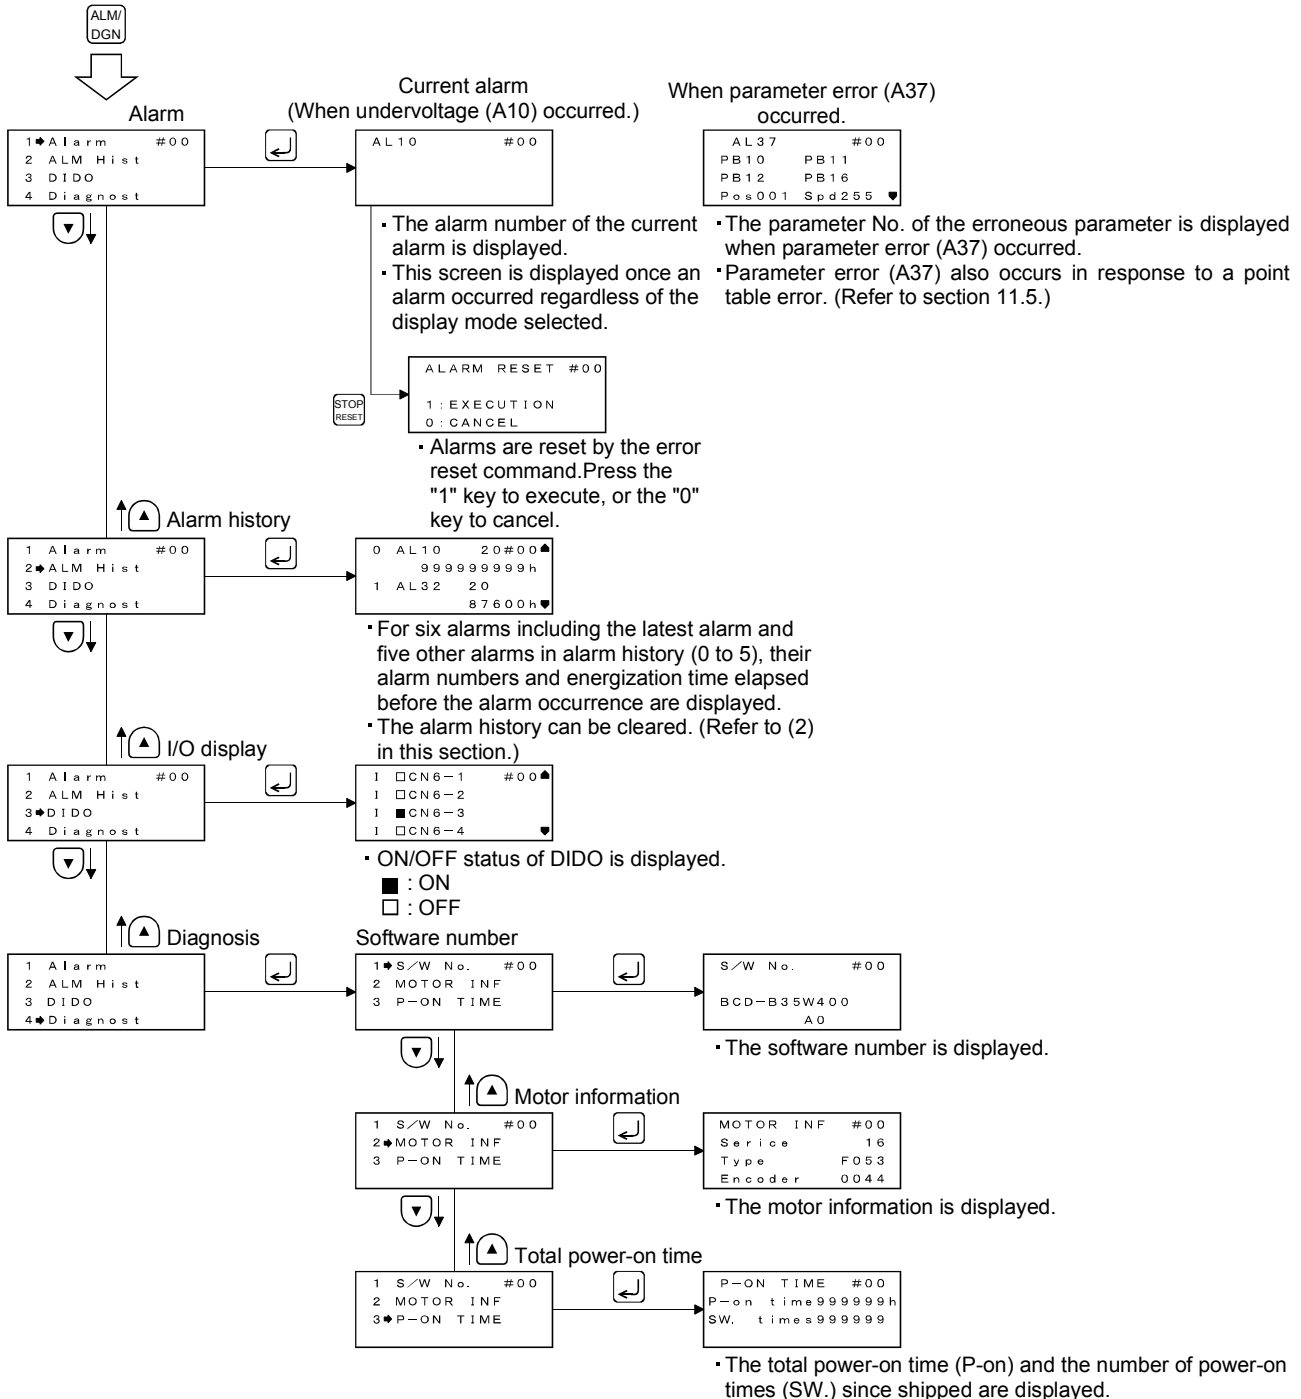 ALM/
DGN
Alarm
Current alarm
(When undervoltage (A10) occurred.)
When parameter error (A37)
occurred.
1 Alarm #00
2 ALM Hist
3 DIDO
4 Diagnost
AL10 #00
AL37 #00
PB10 PB11
PB12 PB16
Pos001 Spd255
The alarm number of the current
alarm is displayed.
This screen is displayed once an
alarm occurred regardless of the
display mode selected.
The parameter No. of the erroneous parameter is displayed
when parameter error (A37) occurred.
Parameter error (A37) also occurs in response to a point
table error. (Refer to section 11.5.)
STOP
RESET
ALARM RESET #00
1:EXECUTION
0:CANCEL
Alarms are reset by the error
reset command.Press the
"1" key to execute, or the "0"
key to cancel.
Alarm history
1 Alarm #00
2 ALM Hist
3 DIDO
4 Diagnost
0 AL10 20#00
999999999h
1 AL32 20
87600h
For six alarms including the latest alarm and
five other alarms in alarm history (0 to 5), their
alarm numbers and energization time elapsed
before the alarm occurrence are displayed.
The alarm history can be cleared. (Refer to (2)
in this section.)
I/O display
1 Alarm #00
2 ALM Hist
3 DIDO
4 Diagnost
I □CN6-1 #00
I □CN6-2
I ■CN6-3
I □CN6-4
ON/OFF status of DIDO is displayed.
■ : ON
□ : OFF
Diagnosis
1 Alarm
2 ALM Hist
3 DIDO
4 Diagnost
Software number
1 S/W No. #00
2 MOTOR INF
3 P-ON TIME
S/W No. #00
BCD-B35W400
A0
The software number is displayed.
Motor information
1 S/W No. #00
2 MOTOR INF
3 P-ON TIME
MOTOR INF #00
Serice 16
Type F053
Encoder 0044
The motor information is displayed.
Total power-on time
1 S/W No. #00
2 MOTOR INF
3 P-ON TIME
P-ON TIME #00
P-on time999999h
SW. times999999
The total power-on time (P-on) and the number of power-on
times (SW.) since shipped are displayed.